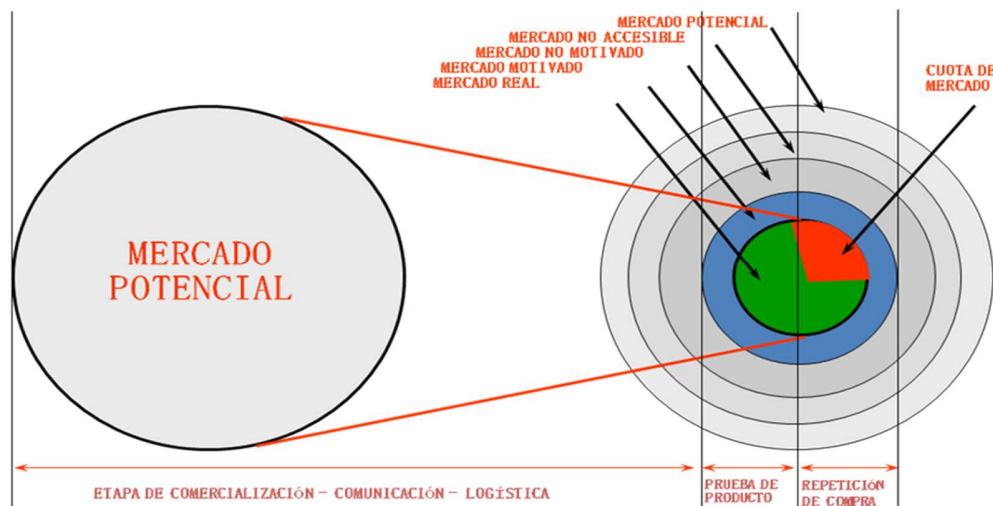 MERCADO POTENCIAL
MERCADO NO ACCESIBLE
MERCADO NO MOTIVADO
MERCADO MOTIVADO
MERCADO REAL
CUOTA DE
MERCADO
MERCADO
POTENCIAL
ETAPA DE COMERCIALIZACIÓN – COMUNICACIÓN – LOGÍSTICA
PRUEBA DE
PRODUCTO
REPETICIÓN
DE COMPRA